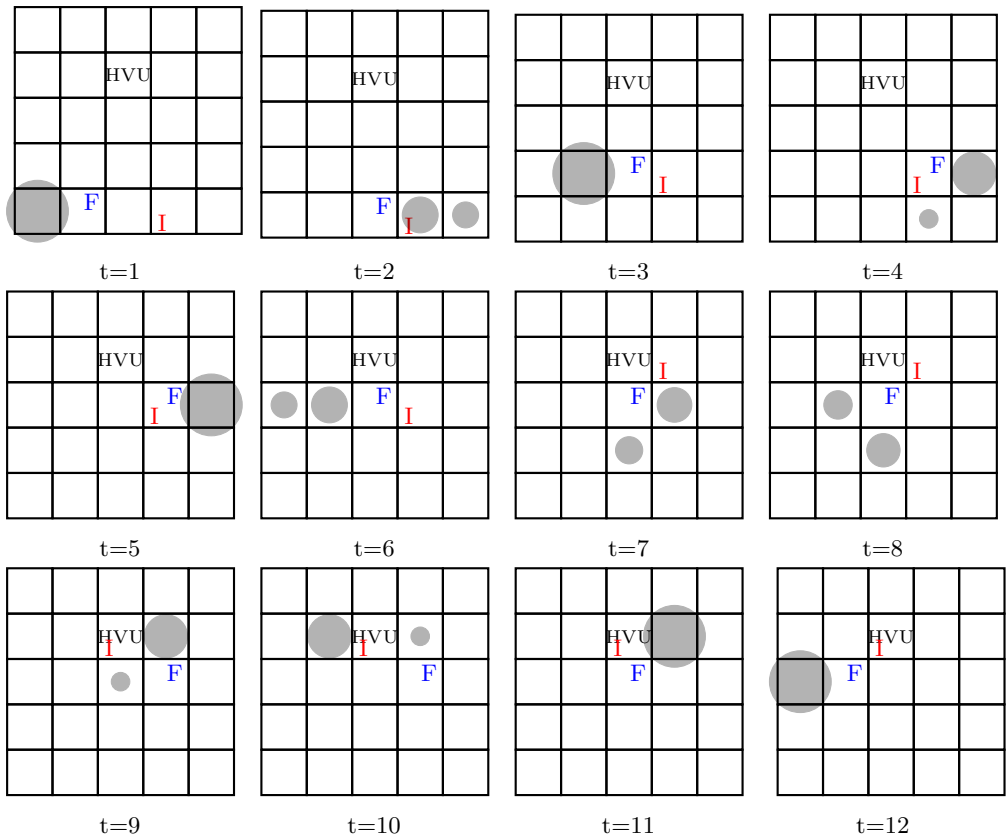 HVU HVU HVU HVU
F I F I F I F I
t=1 t=2 t=3 t=4
HVU HVU HVU HVU
F I F I F I F I
t=5 t=6 t=7 t=8
HVU HVU HVU HVU
I F I F I F I F
t=9 t=10 t=11 t=12